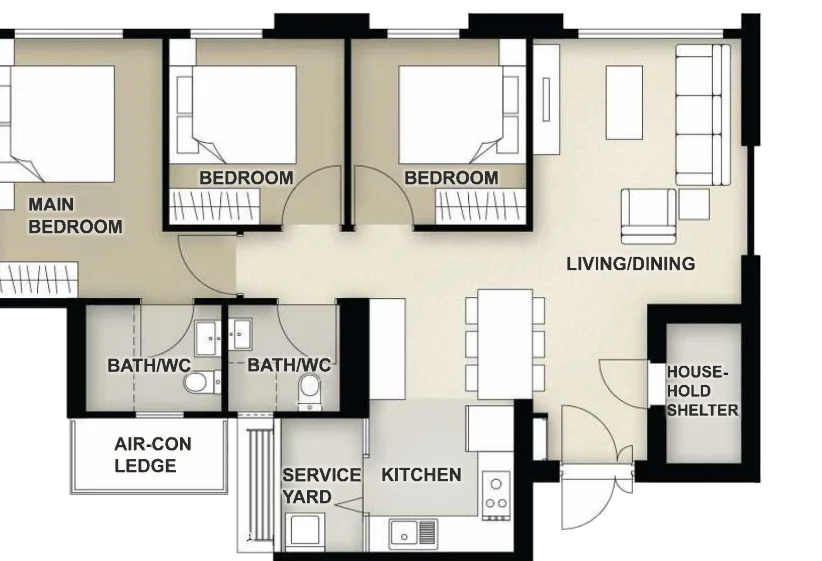 BEDROOM
BEDROOM
MAIN
BEDROOM
LIVING/DINING
BATH/WC
BATH/WC
HOUSE-
HOLD
SHELTER
AIR-CON
LEDGE
SERVICE
YARD
KITCHEN